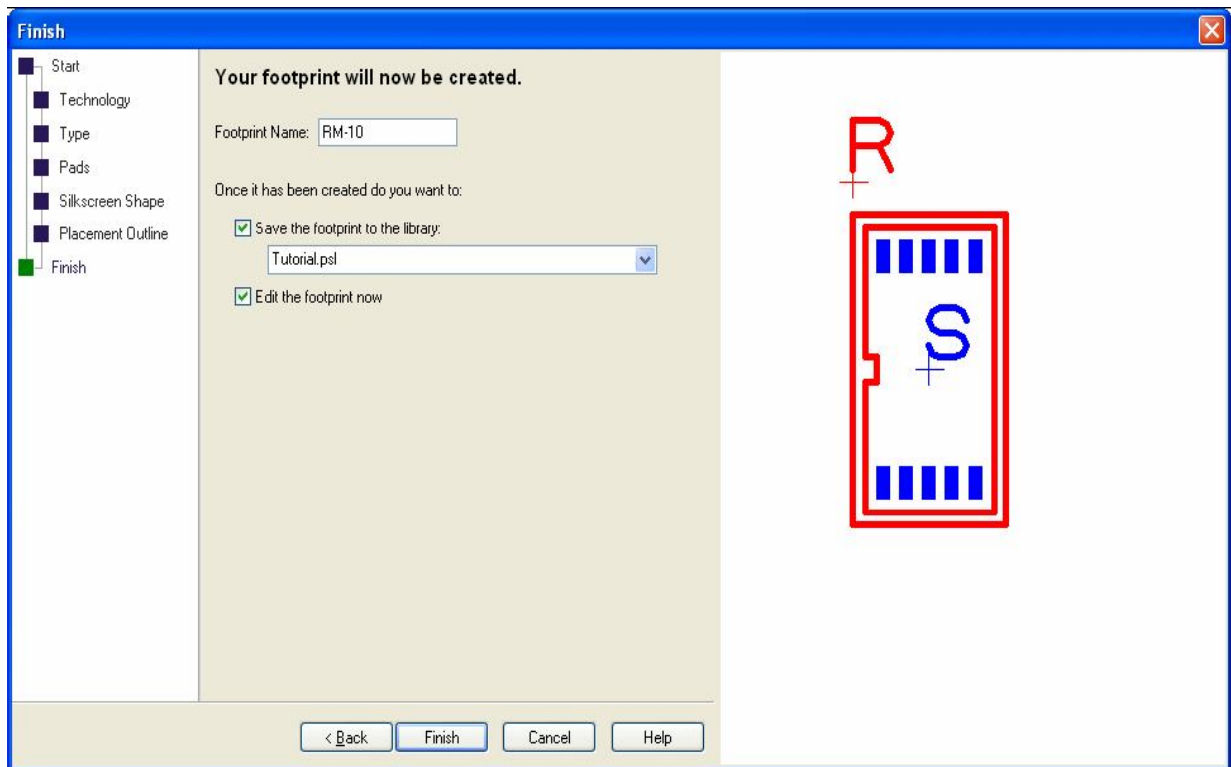 Finish
Start
Technology
Type
Pads
Silkscreen Shape
Placement Outline
Finish
Your footprint will now be created.
Footprint Name: RM-10
Once it has been created do you want to:
Save the footprint to the library:
Tutorial.psl
Edit the footprint now
< Back Finish Cancel Help
R
S